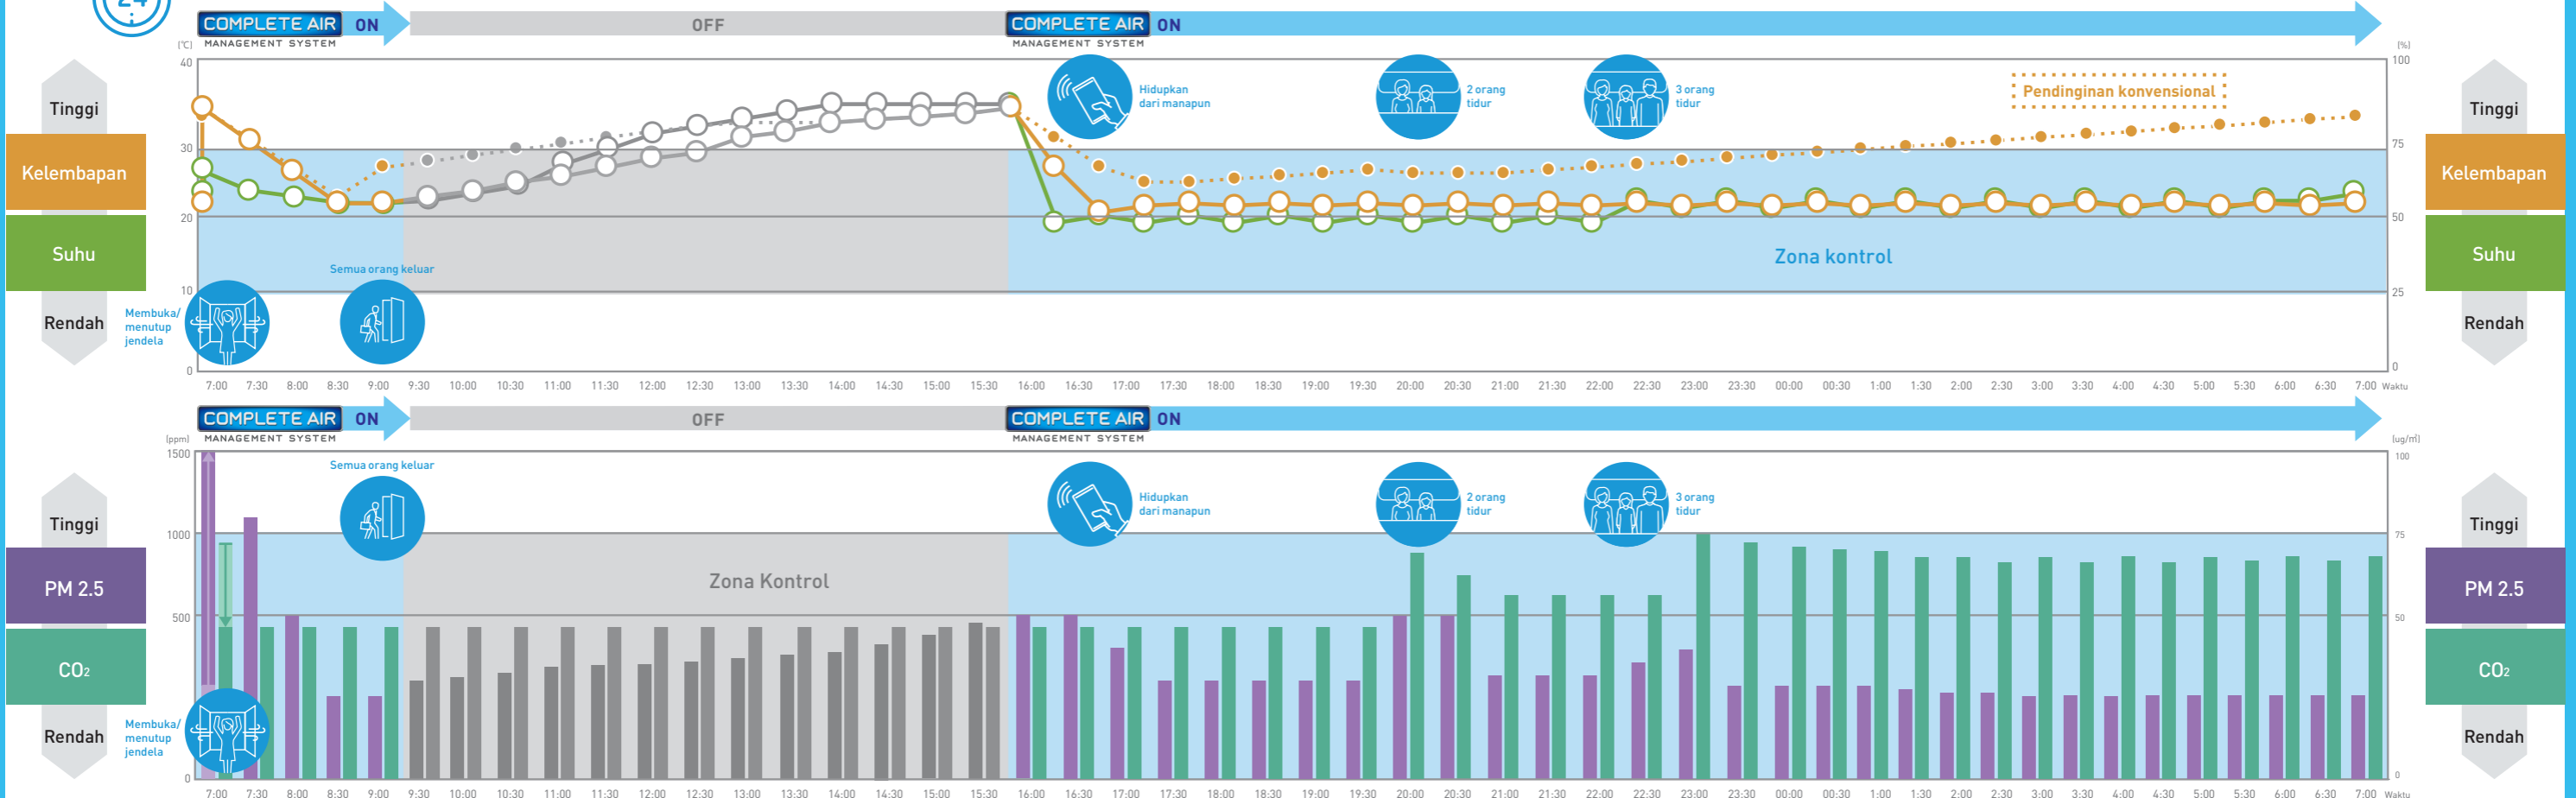 24
COMPLETE AIR ON
MANAGEMENT SYSTEM
OFF
COMPLETE AIR ON
MANAGEMENT SYSTEM
(℃)
(%)
40
30
20
10
0
100
75
50
25
0
Tinggi
Kelembapan
Suhu
Rendah
Membuka/
menutup
jendela
Semua orang keluar
Hidupkan
dari manapun
2 orang
tidur
3 orang
tidur
Pendinginan konvensional
Zona kontrol
Tinggi
Kelembapan
Suhu
Rendah
7:00 7:30 8:00 8:30 9:00 9:30 10:00 10:30 11:00 11:30 12:00 12:30 13:00 13:30 14:00 14:30 15:00 15:30 16:00 16:30 17:00 17:30 18:00 18:30 19:00 19:30 20:00 20:30 21:00 21:30 22:00 22:30 23:00 23:30 00:00 00:30 1:00 1:30 2:00 2:30 3:00 3:30 4:00 4:30 5:00 5:30 6:00 6:30 7:00 Waktu
COMPLETE AIR ON
MANAGEMENT SYSTEM
OFF
COMPLETE AIR ON
MANAGEMENT SYSTEM
(ppm)
(ug/㎥)
1500
1000
500
0
100
75
50
0
Tinggi
PM 2.5
CO₂
Rendah
Membuka/
menutup
jendela
Semua orang keluar
Zona Kontrol
Hidupkan
dari manapun
2 orang
tidur
3 orang
tidur
Tinggi
PM 2.5
CO₂
Rendah
7:00 7:30 8:00 8:30 9:00 9:30 10:00 10:30 11:00 11:30 12:00 12:30 13:00 13:30 14:00 14:30 15:00 15:30 16:00 16:30 17:00 17:30 18:00 18:30 19:00 19:30 20:00 20:30 21:00 21:30 22:00 22:30 23:00 23:30 00:00 00:30 1:00 1:30 2:00 2:30 3:00 3:30 4:00 4:30 5:00 5:30 6:00 6:30 7:00 Waktu